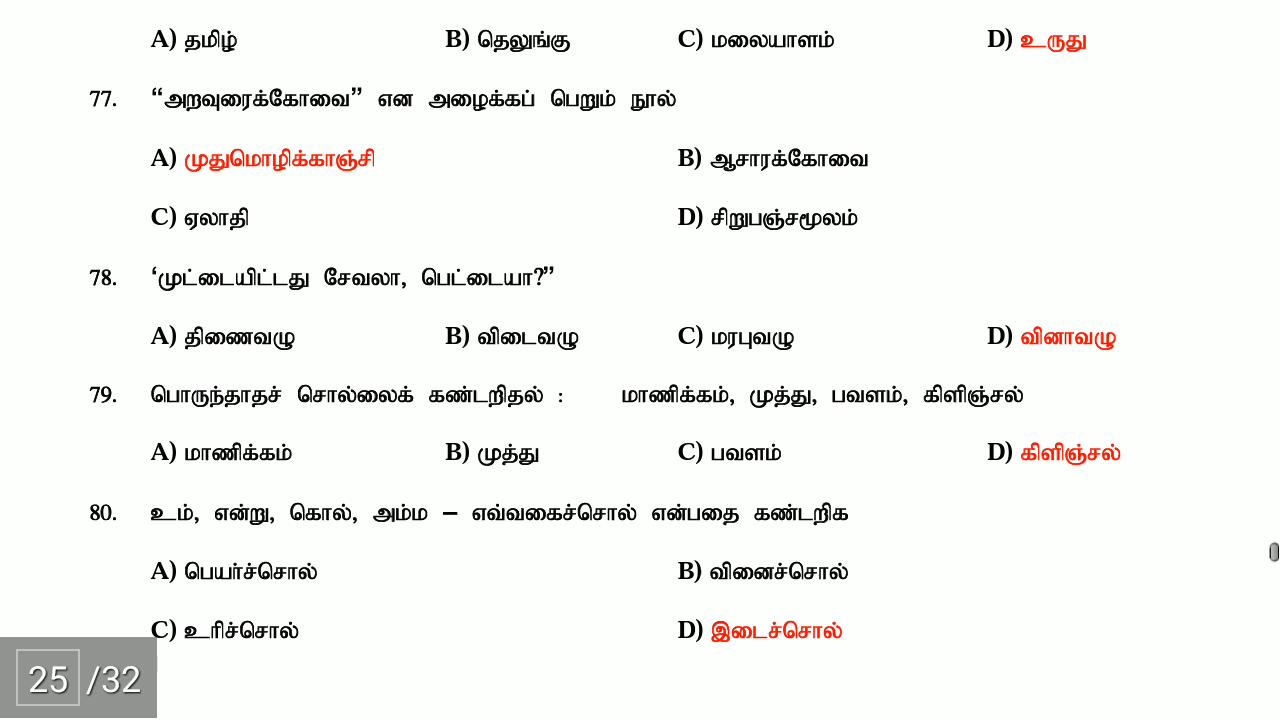 A) தமிழ் B) தெலுங்கு C) மலையாளம் D) உருது
77. “அறவுரைக்கோவை” என அழைக்கப் பெறும் நூல்
A) முதுமொழிக்காஞ்சி B) ஆசாரக்கோவை
C) ஏலாதி D) சிறுபஞ்சமூலம்
78. ‘முட்டையிட்டது சேவலா, பெட்டையா?”
A) திணைவழு B) விடைவழு C) மரபுவழு D) வினாவழு
79. பொருந்தாதச் சொல்லைக் கண்டறிதல் : மாணிக்கம், முத்து, பவளம், கிளிஞ்சல்
A) மாணிக்கம் B) முத்து C) பவளம் D) கிளிஞ்சல்
80. உம், என்று, கொல், அம்ம – எவ்வகைச்சொல் என்பதை கண்டறிக
A) பெயர்ச்சொல் B) வினைச்சொல்
C) உரிச்சொல் D) இடைச்சொல்
25 /32